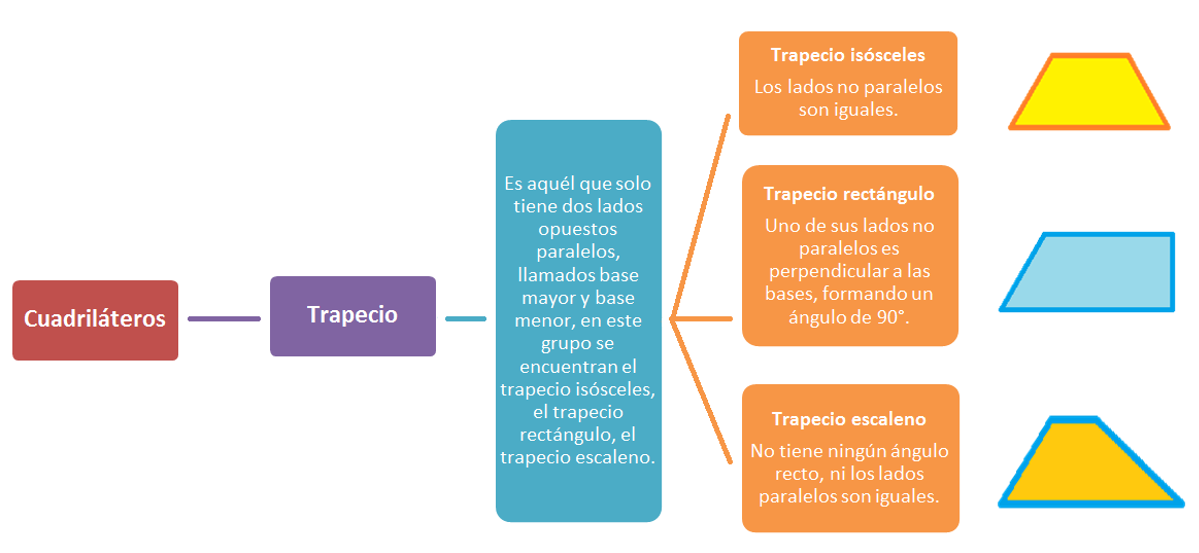 Cuadriláteros
Trapecio
Es aquél que solo
tiene dos lados
opuestos
paralelos,
llamados base
mayor y base
menor, en este
grupo se
encuentran el
trapecio isósceles,
el trapecio
rectángulo, el
trapecio escaleno.
Trapecio isósceles
Los lados no paralelos
son iguales.
Trapecio rectángulo
Uno de sus lados no
paralelos es
perpendicular a las
bases, formando un
ángulo de 90°.
Trapecio escaleno
No tiene ningún ángulo
recto, ni los lados
paralelos son iguales.